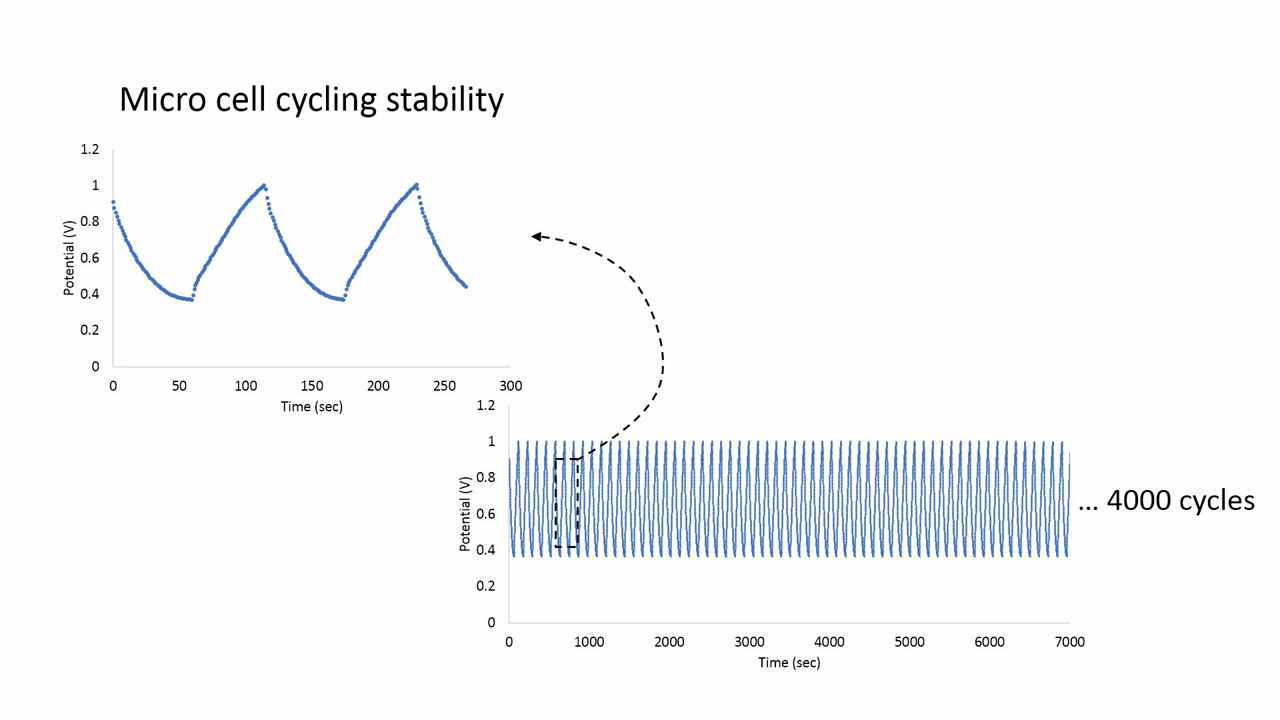 Micro cell cycling stability
1.2
1
0.8
0.6
0.4
0.2
0
Potential (V)
0 50 100 150 200 250 300
Time (sec)
1.2
1
0.8
0.6
0.4
0.2
0
Potential (V)
... 4000 cycles
0 1000 2000 3000 4000 5000 6000 7000
Time (sec)